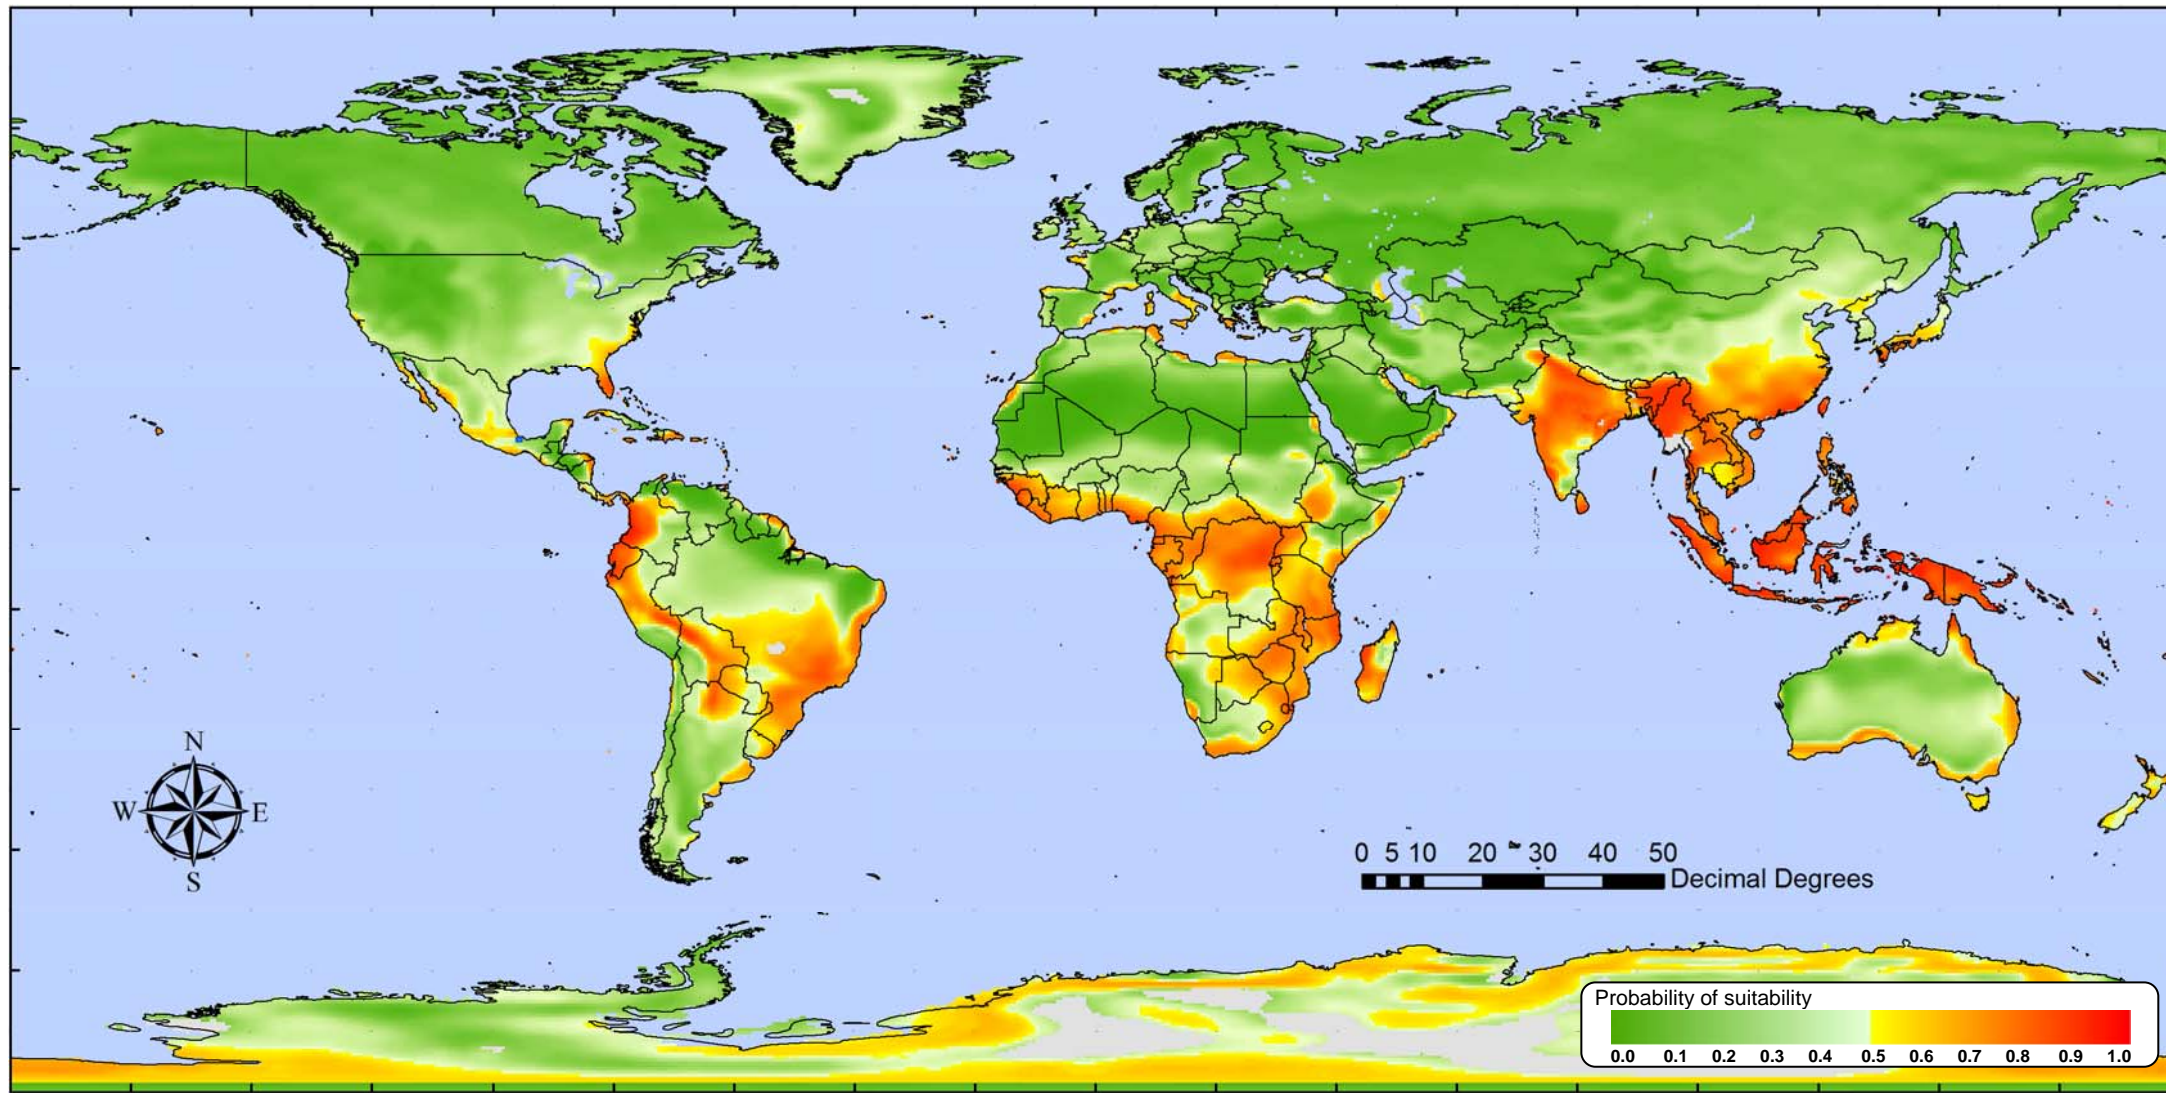 N
W E
S
0 5 10 20 30 40 50
Decimal Degrees
Probability of suitability
0.0 0.1 0.2 0.3 0.4 0.5 0.6 0.7 0.8 0.9 1.0